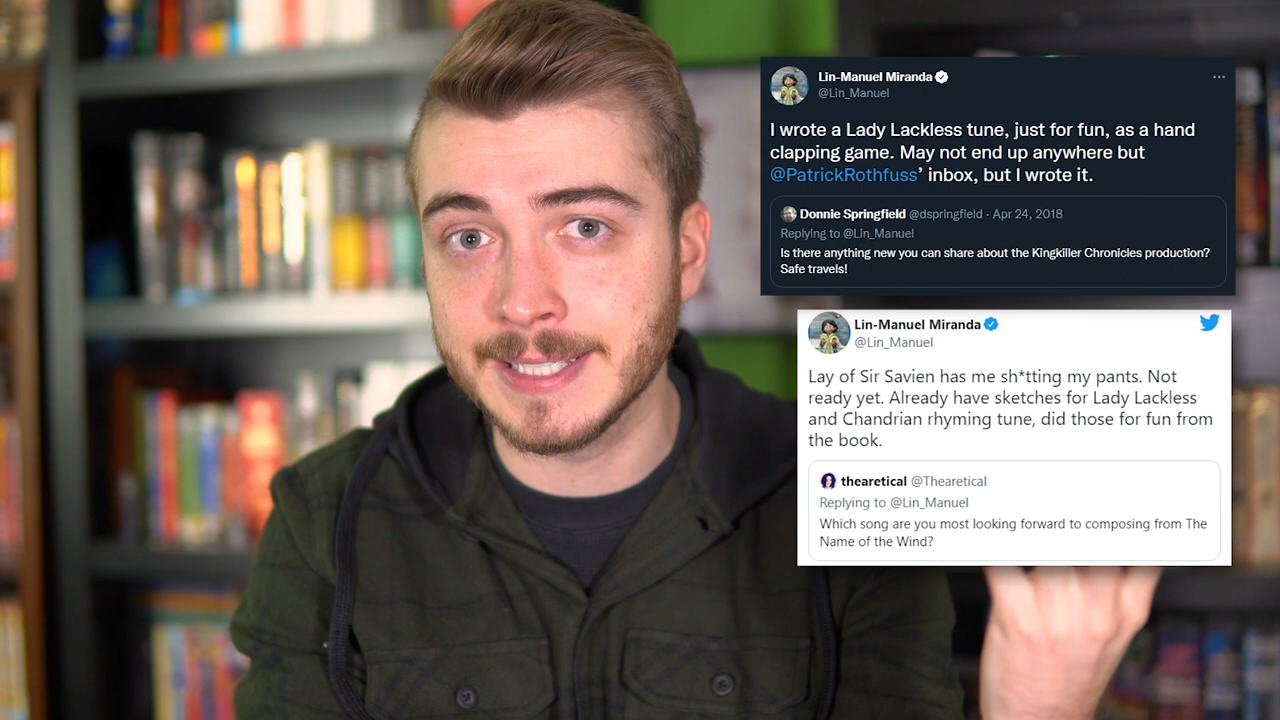 Lin-Manuel Miranda
@Lin_Manuel
I wrote a Lady Lackless tune, just for fun, as a hand
clapping game. May not end up anywhere but
@PatrickRothfuss’ inbox, but I wrote it.
Donnie Springfield @dspringfield · Apr 24, 2018
Replying to @Lin_Manuel
Is there anything new you can share about the Kingkiller Chronicles production?
Safe travels!
Lin-Manuel Miranda
@Lin_Manuel
Lay of Sir Savien has me sh*tting my pants. Not
ready yet. Already have sketches for Lady Lackless
and Chandrian rhyming tune, did those for fun from
the book.
thearetical @Thearetical
Replying to @Lin_Manuel
Which song are you most looking forward to composing from The
Name of the Wind?